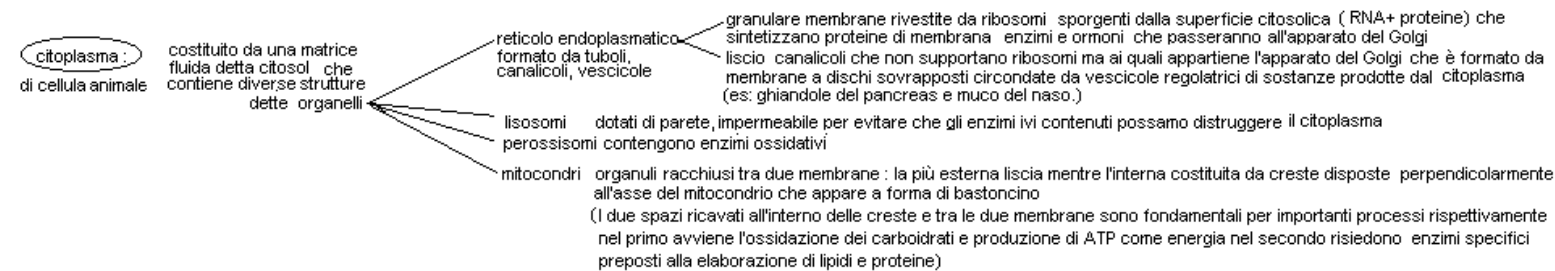 citoplasma :
di cellula animale
costituito da una matrice
fluida detta citosol che
contiene diverse strutture
dette organelli
reticolo endoplasmatico
formato da tuboli,
canalicoli, vescicole
granulare membrane rivestite da ribosomi sporgenti dalla superficie citosolica ( RNA+ proteine) che
sintetizzano proteine di membrana enzimi e ormoni che passeranno all'apparato del Golgi
liscio canalicoli che non supportano ribosomi ma ai quali appartiene l'apparato del Golgi che è formato da
membrane a dischi sovrapposti circondate da vescicole regolatrici di sostanze prodotte dal citoplasma
(es: ghiandole del pancreas e muco del naso.)
lisosomi dotati di parete, impermeabile per evitare che gli enzimi ivi contenuti possamo distruggere il citoplasma
perossisomi contengono enzimi ossidativi
mitocondri organuli racchiusi tra due membrane : la più esterna liscia mentre l'interna costituita da creste disposte perpendicolarmente
all'asse del mitocondrio che appare a forma di bastoncino
(I due spazi ricavati all'interno delle creste e tra le due membrane sono fondamentali per importanti processi rispettivamente
nel primo avviene l'ossidazione dei carboidrati e produzione di ATP come energia nel secondo risiedono enzimi specifici
preposti alla elaborazione di lipidi e proteine)